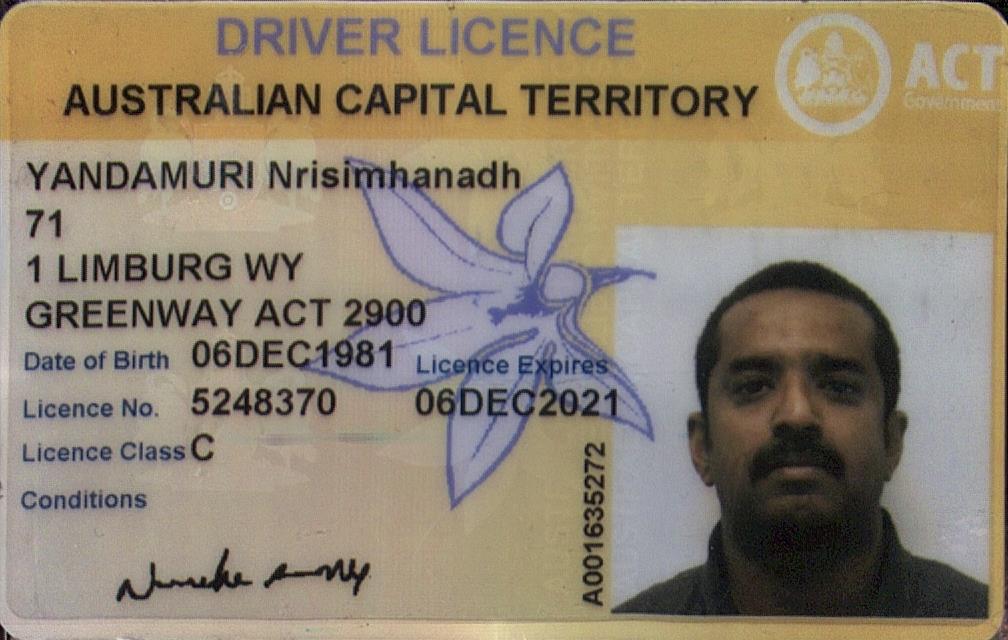 DRIVER LICENCE
AUSTRALIAN CAPITAL TERRITORY
ACT
Government
YANDAMURI Nrisimhanadh
71
1 LIMBURG WY
GREENWAY ACT 2900
Date of Birth 06DEC1981
Licence Expires
Licence No. 5248370
06DEC2021
Licence Class C
Conditions
A001635272